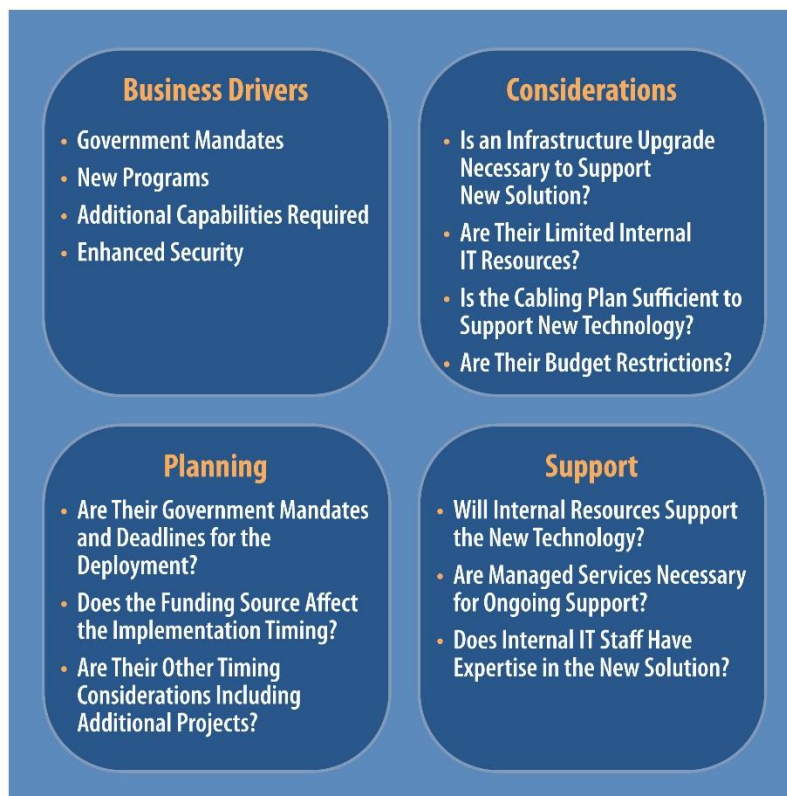 Business Drivers
• Government Mandates
• New Programs
• Additional Capabilities Required
• Enhanced Security
Considerations
• Is an Infrastructure Upgrade
Necessary to Support
New Solution?
• Are Their Limited Internal
IT Resources?
• Is the Cabling Plan Sufficient to
Support New Technology?
• Are Their Budget Restrictions?
Planning
• Are Their Government Mandates
and Deadlines for the
Deployment?
• Does the Funding Source Affect
the Implementation Timing?
• Are Their Other Timing
Considerations Including
Additional Projects?
Support
• Will Internal Resources Support
the New Technology?
• Are Managed Services Necessary
for Ongoing Support?
• Does Internal IT Staff Have
Expertise in the New Solution?